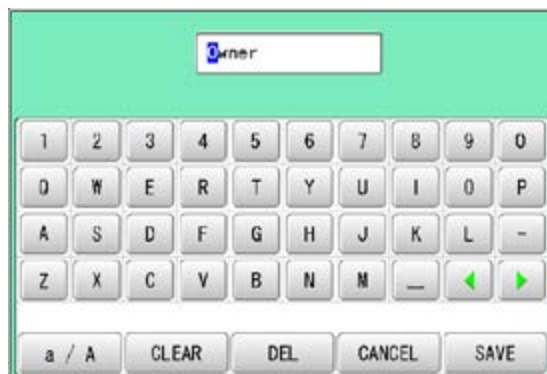 Owner
1 2 3 4 5 6 7 8 9 0
Q W E R T Y U I O P
A S D F G H J K L -
Z X C V B N M _
a / A CLEAR DEL CANCEL SAVE